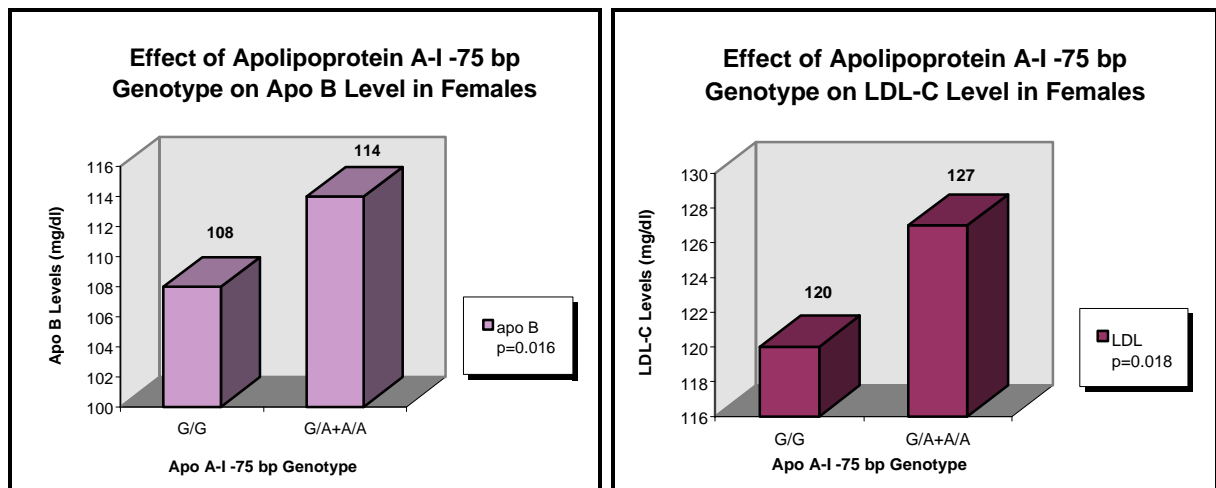 Effect of Apolipoprotein A-I -75 bp
Genotype on Apo B Level in Females
116
114
112
110
108
106
104
102
100
Apo B Levels (mg/dl)
108
114
G/G
G/A+A/A
Apo A-I -75 bp Genotype
apo B
p=0.016
Effect of Apolipoprotein A-I -75 bp
Genotype on LDL-C Level in Females
130
128
126
124
122
120
118
116
LDL-C Levels (mg/dl)
120
127
G/G
G/A+A/A
Apo A-I -75 bp Genotype
LDL
p=0.018